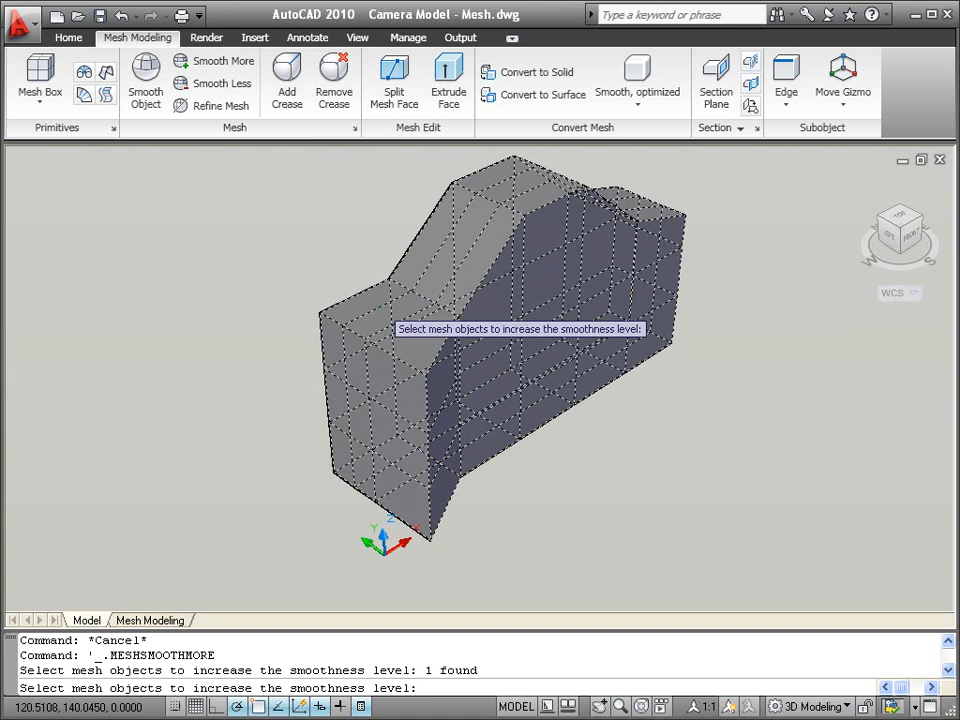 AutoCAD 2010 Camera Model - Mesh.dwg
Type a keyword or phrase
Home Mesh Modeling Render Insert Annotate View Manage Output
Mesh Box
Smooth Object
Smooth More
Smooth Less
Refine Mesh
Add Crease
Remove Crease
Split Mesh Face
Extrude Face
Convert to Solid
Convert to Surface
Smooth, optimized
Section Plane
Edge
Move Gizmo
Primitives Mesh Mesh Edit Convert Mesh Section Subobject
TOP
LEFT FRONT
W S
WCS
Select mesh objects to increase the smoothness level:
Z
Y X
Model Mesh Modeling
Command: *Cancel*
Command: '_.MESHSMOOTHMORE
Select mesh objects to increase the smoothness level: 1 found
Select mesh objects to increase the smoothness level:
120.5108, 140.0450, 0.0000 MODEL 1:1 3D Modeling